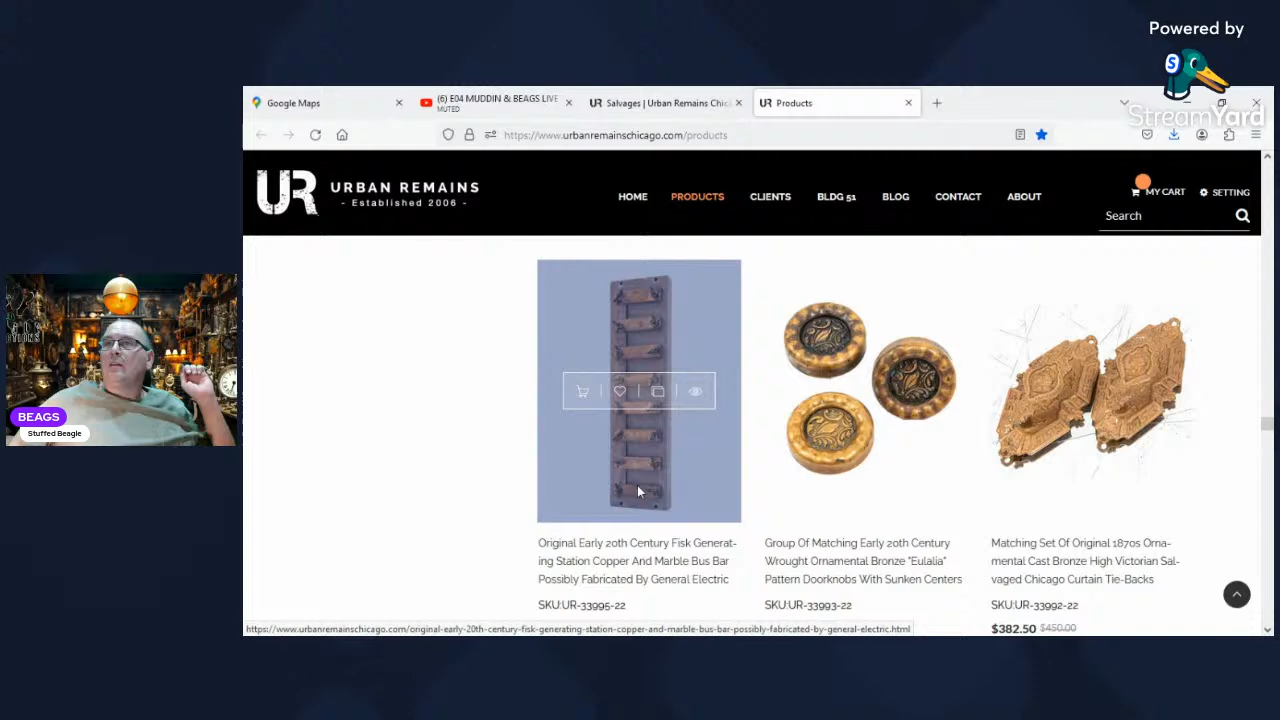 Powered by
S
StreamYard
Google Maps
(6) E04 MUDDIN & BEAGS LIVE
MUTED
UR Salvages | Urban Remains Chic
UR Products
https://www.urbanremainschicago.com/products
UR
URBAN REMAINS
- Established 2006 -
HOME
PRODUCTS
CLIENTS
BLDG 51
BLOG
CONTACT
ABOUT
MY CART
SETTING
Search
BEAGS
Stuffed Beagle
Original Early 20th Century Fisk Generat-
ing Station Copper And Marble Bus Bar
Possibly Fabricated By General Electric
SKU:UR-33995-22
Group Of Matching Early 20th Century
Wrought Ornamental Bronze "Eulalia"
Pattern Doorknobs With Sunken Centers
SKU:UR-33993-22
Matching Set Of Original 1870s Orna-
mental Cast Bronze High Victorian Sal-
vaged Chicago Curtain Tie-Backs
SKU:UR-33992-22
$382.50 $450.00
https://www.urbanremainschicago.com/original-early-20th-century-fisk-generating-station-copper-and-marble-bus-bar-possibly-fabricated-by-general-electric.html